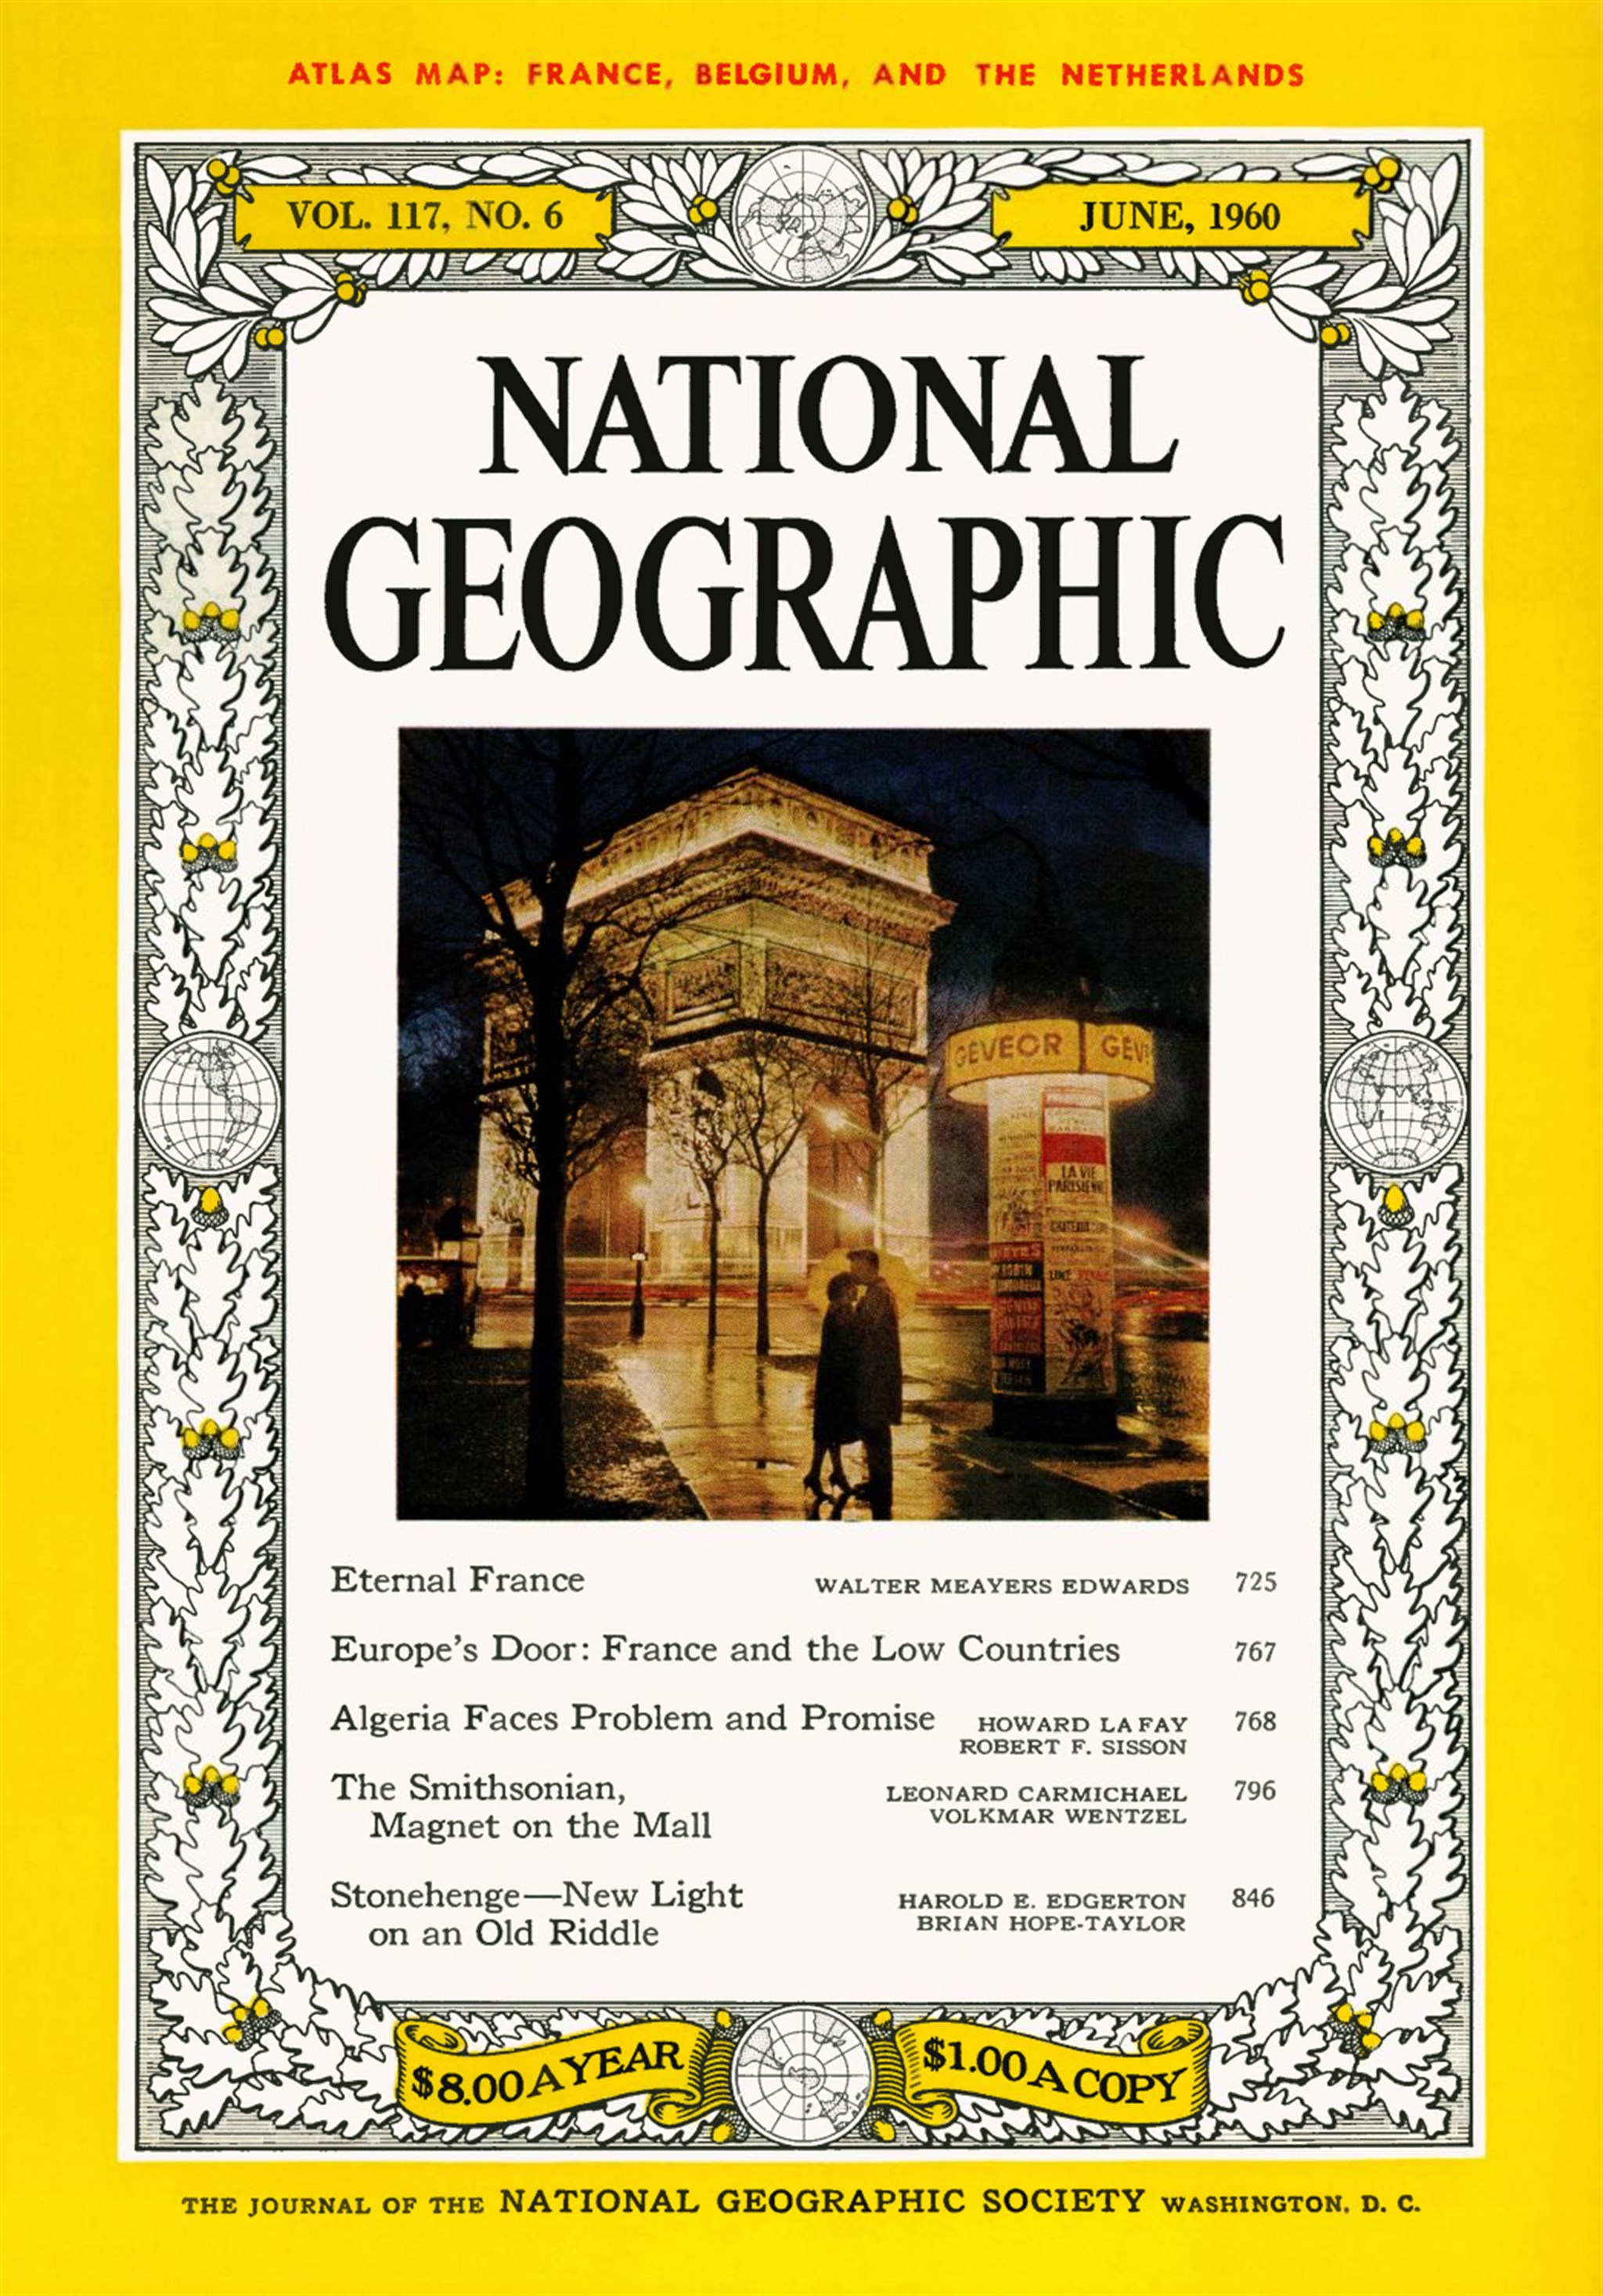 ATLAS MAP: FRANCE, BELGIUM, AND THE NETHERLANDS
VOL. 117, NO. 6
JUNE, 1960
NATIONAL
GEOGRAPHIC
GEVEOR GEV
LA VIE
PARISIENNE
Eternal France WALTER MEAYERS EDWARDS 725
Europe's Door: France and the Low Countries 767
Algeria Faces Problem and Promise HOWARD LA FAY 768
ROBERT F. SISSON
The Smithsonian, LEONARD CARMICHAEL 796
Magnet on the Mall VOLKMAR WENTZEL
Stonehenge—New Light HAROLD E. EDGERTON 846
on an Old Riddle BRIAN HOPE-TAYLOR
$8.00 A YEAR
$1.00 A COPY
THE JOURNAL OF THE NATIONAL GEOGRAPHIC SOCIETY WASHINGTON, D. C.